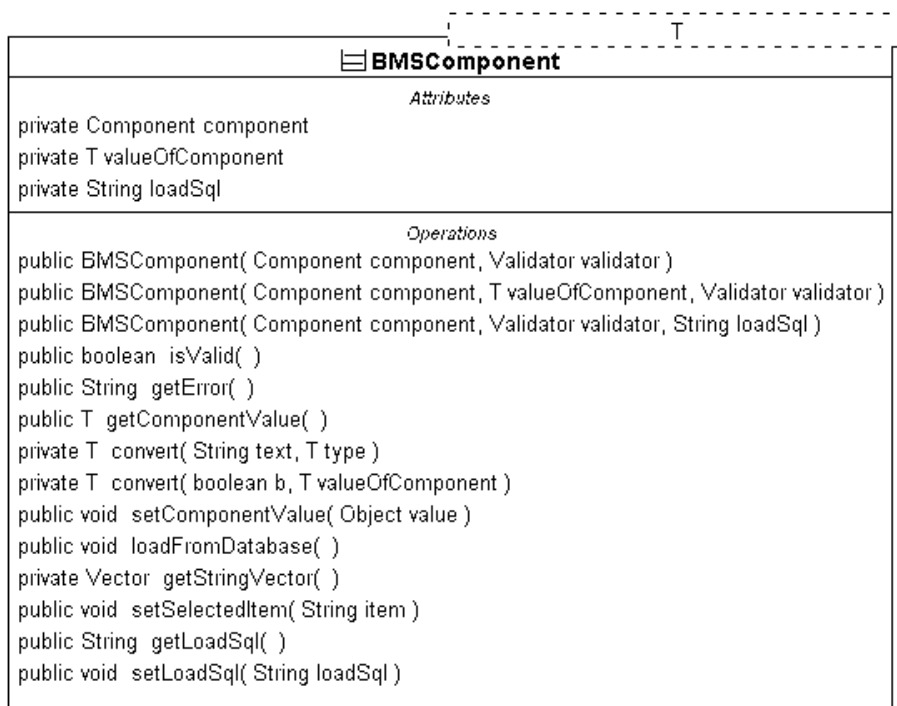 T
BMSComponent
Attributes
private Component component
private T valueOfComponent
private String loadSql
Operations
public BMSComponent( Component component, Validator validator )
public BMSComponent( Component component, T valueOfComponent, Validator validator )
public BMSComponent( Component component, Validator validator, String loadSql )
public boolean isValid( )
public String getError( )
public T getComponentValue( )
private T convert( String text, T type )
private T convert( boolean b, T valueOfComponent )
public void setComponentValue( Object value )
public void loadFromDatabase( )
private Vector getStringVector( )
public void setSelectedItem( String item )
public String getLoadSql( )
public void setLoadSql( String loadSql )